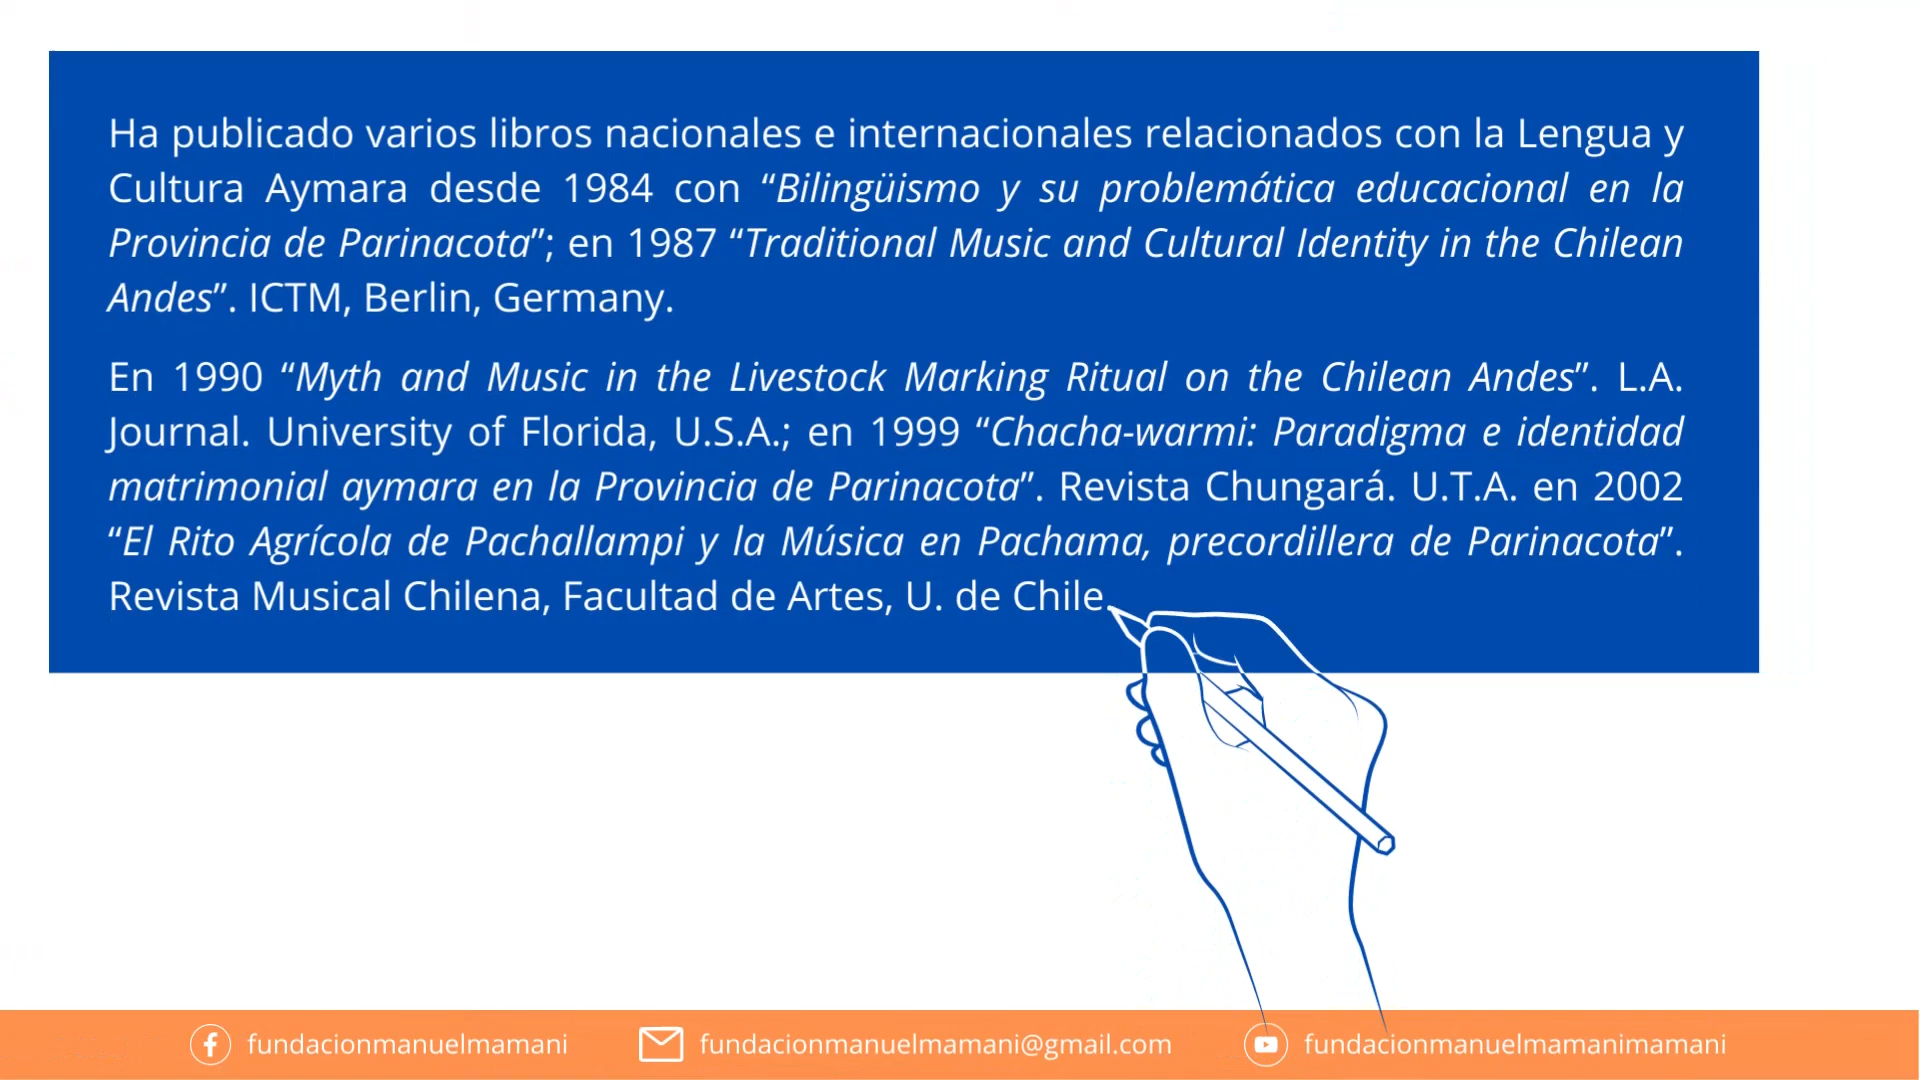 Ha publicado varios libros nacionales e internacionales relacionados con la Lengua y
Cultura Aymara desde 1984 con “Bilingüismo y su problemática educacional en la
Provincia de Parinacota”; en 1987 “Traditional Music and Cultural Identity in the Chilean
Andes”. ICTM, Berlin, Germany.
En 1990 “Myth and Music in the Livestock Marking Ritual on the Chilean Andes”. L.A.
Journal. University of Florida, U.S.A.; en 1999 “Chacha-warmi: Paradigma e identidad
matrimonial aymara en la Provincia de Parinacota”. Revista Chungará. U.T.A. en 2002
“El Rito Agrícola de Pachallampi y la Música en Pachama, precordillera de Parinacota”.
Revista Musical Chilena, Facultad de Artes, U. de Chile.
fundacionmanuelmamani fundacionmanuelmamani@gmail.com fundacionmanuelmamanimamani